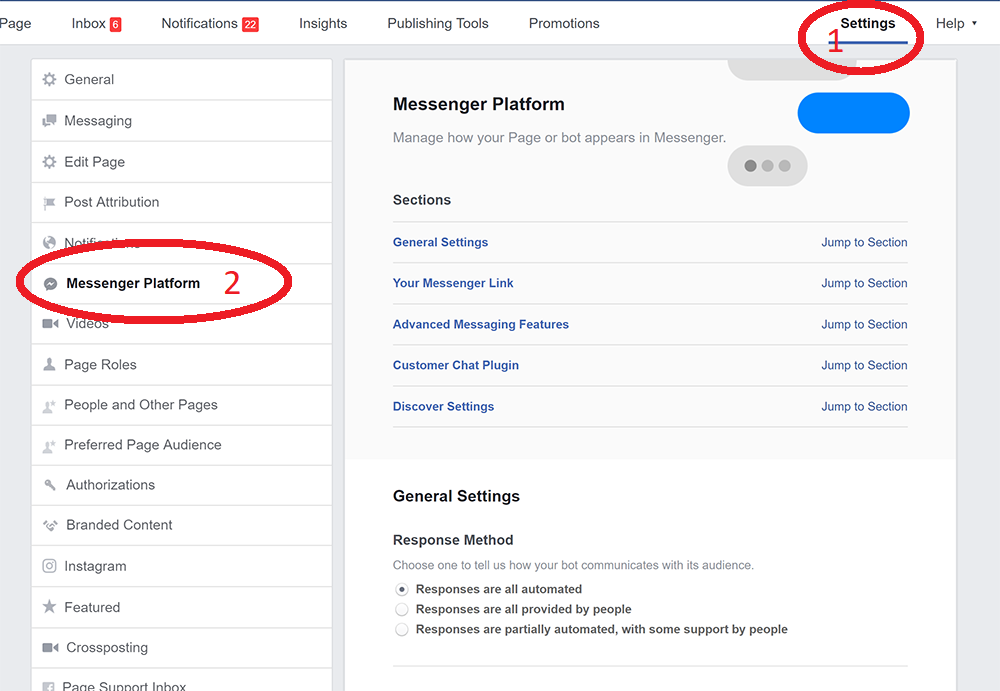 Page Inbox 6 Notifications 22 Insights Publishing Tools Promotions Settings Help
1
General
Messaging
Edit Page
Post Attribution
Notifications
Messenger Platform 2
Videos
Page Roles
People and Other Pages
Preferred Page Audience
Authorizations
Branded Content
Instagram
Featured
Crossposting
Page Support Inbox
Messenger Platform
Manage how your Page or bot appears in Messenger.
Sections
General Settings Jump to Section
Your Messenger Link Jump to Section
Advanced Messaging Features Jump to Section
Customer Chat Plugin Jump to Section
Discover Settings Jump to Section
General Settings
Response Method
Choose one to tell us how your bot communicates with its audience.
Responses are all automated
Responses are all provided by people
Responses are partially automated, with some support by people